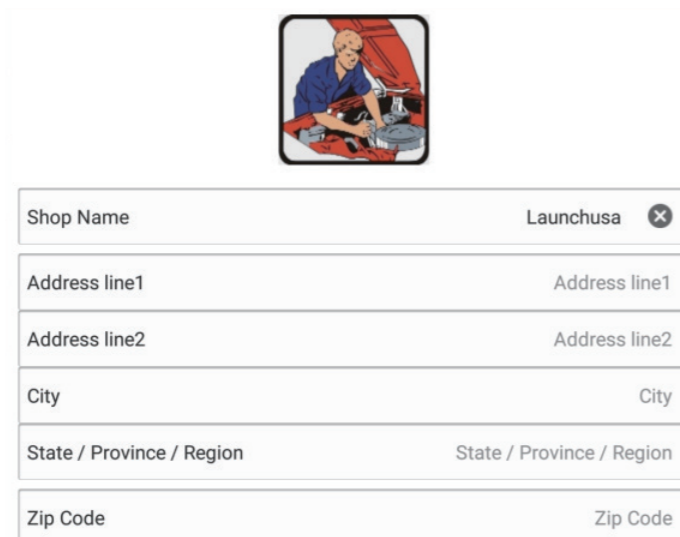 Shop Name Launchusa
Address line1 Address line1
Address line2 Address line2
City City
State / Province / Region State / Province / Region
Zip Code Zip Code